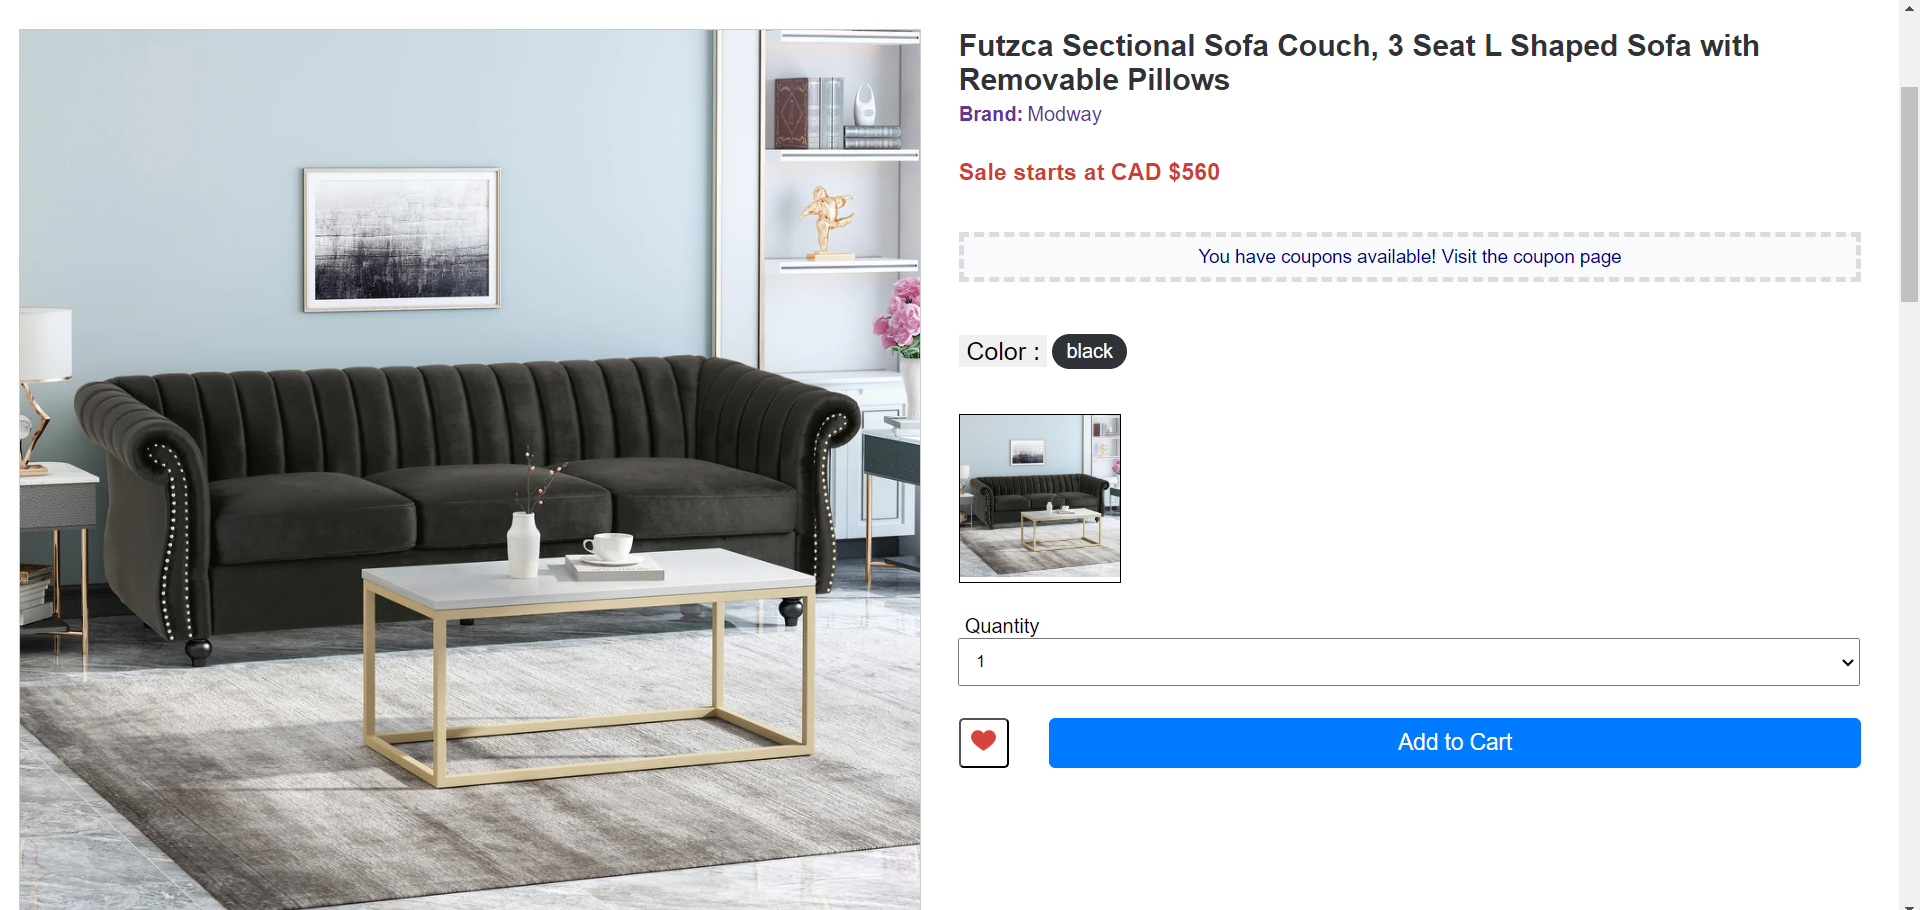 Futzca Sectional Sofa Couch, 3 Seat L Shaped Sofa with
Removable Pillows
Brand: Modway
Sale starts at CAD $560
You have coupons available! Visit the coupon page
Color :
black
Quantity
1
Add to Cart